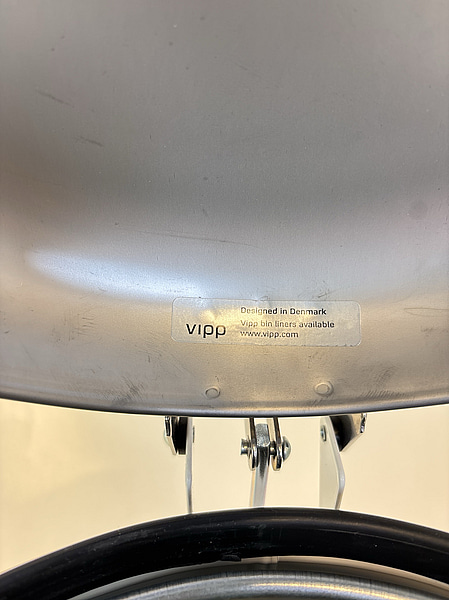 vipp
Designed in Denmark
Vipp bin liners available
www.vipp.com